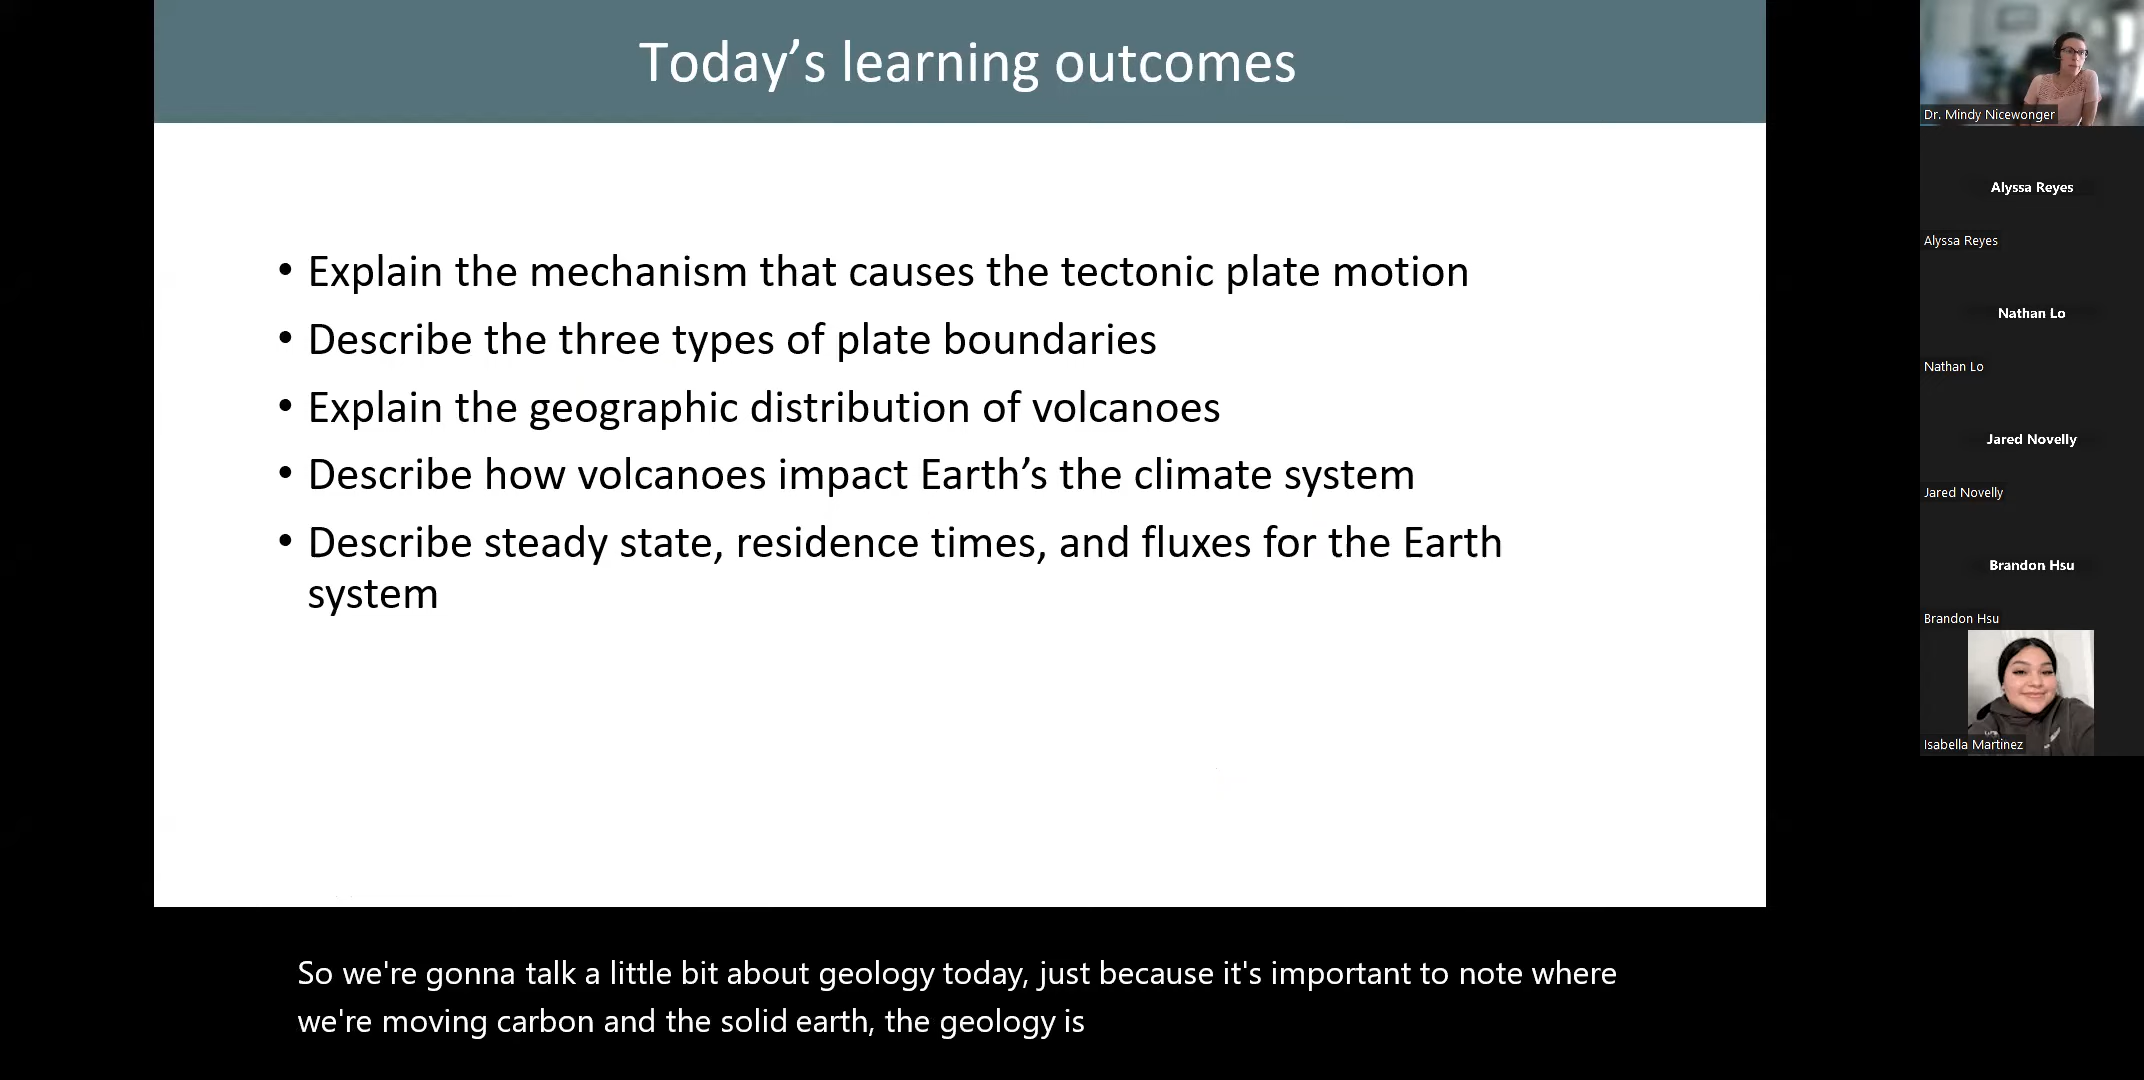 Today’s learning outcomes
• Explain the mechanism that causes the tectonic plate motion
• Describe the three types of plate boundaries
• Explain the geographic distribution of volcanoes
• Describe how volcanoes impact Earth’s the climate system
• Describe steady state, residence times, and fluxes for the Earth
system
So we're gonna talk a little bit about geology today, just because it's important to note where
we're moving carbon and the solid earth, the geology is
Dr. Mindy Nicewonger
Alyssa Reyes
Alyssa Reyes
Nathan Lo
Nathan Lo
Jared Novelly
Jared Novelly
Brandon Hsu
Brandon Hsu
Isabella Martinez